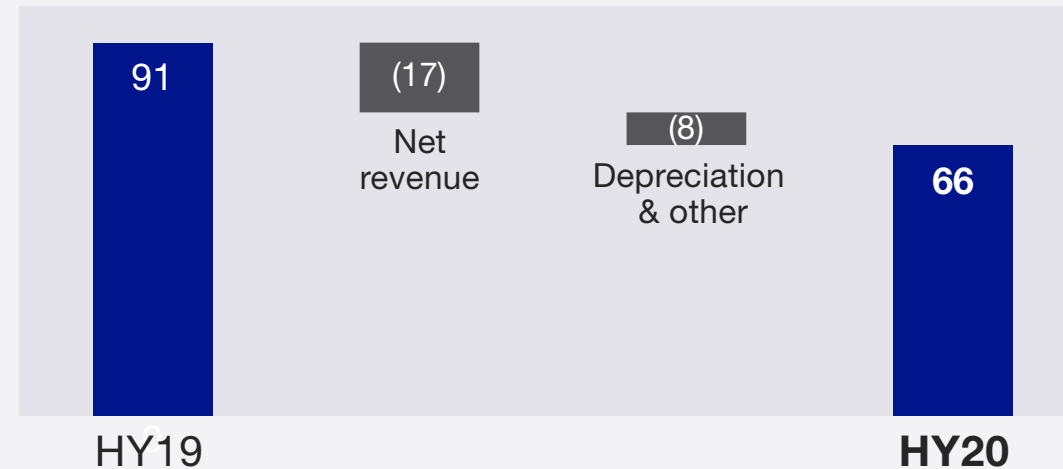 91
(17)
Net
revenue
(8)
Depreciation
& other
66
HY19
HY20